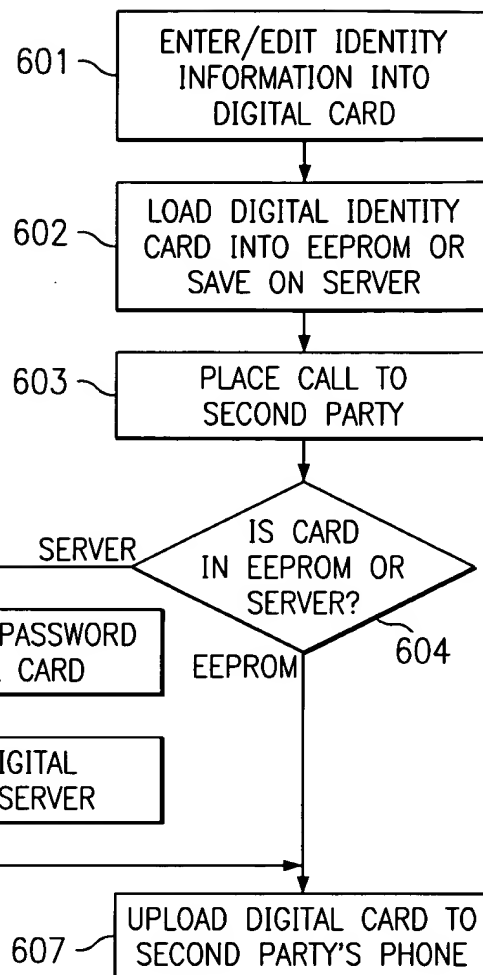 601
ENTER/EDIT IDENTITY
INFORMATION INTO
DIGITAL CARD
602
LOAD DIGITAL IDENTITY
CARD INTO EEPROM OR
SAVE ON SERVER
603
PLACE CALL TO
SECOND PARTY
SERVER
IS CARD
IN EEPROM OR
SERVER?
604
EEPROM
PASSWORD
CARD
SERVER
607
UPLOAD DIGITAL CARD TO
SECOND PARTY'S PHONE